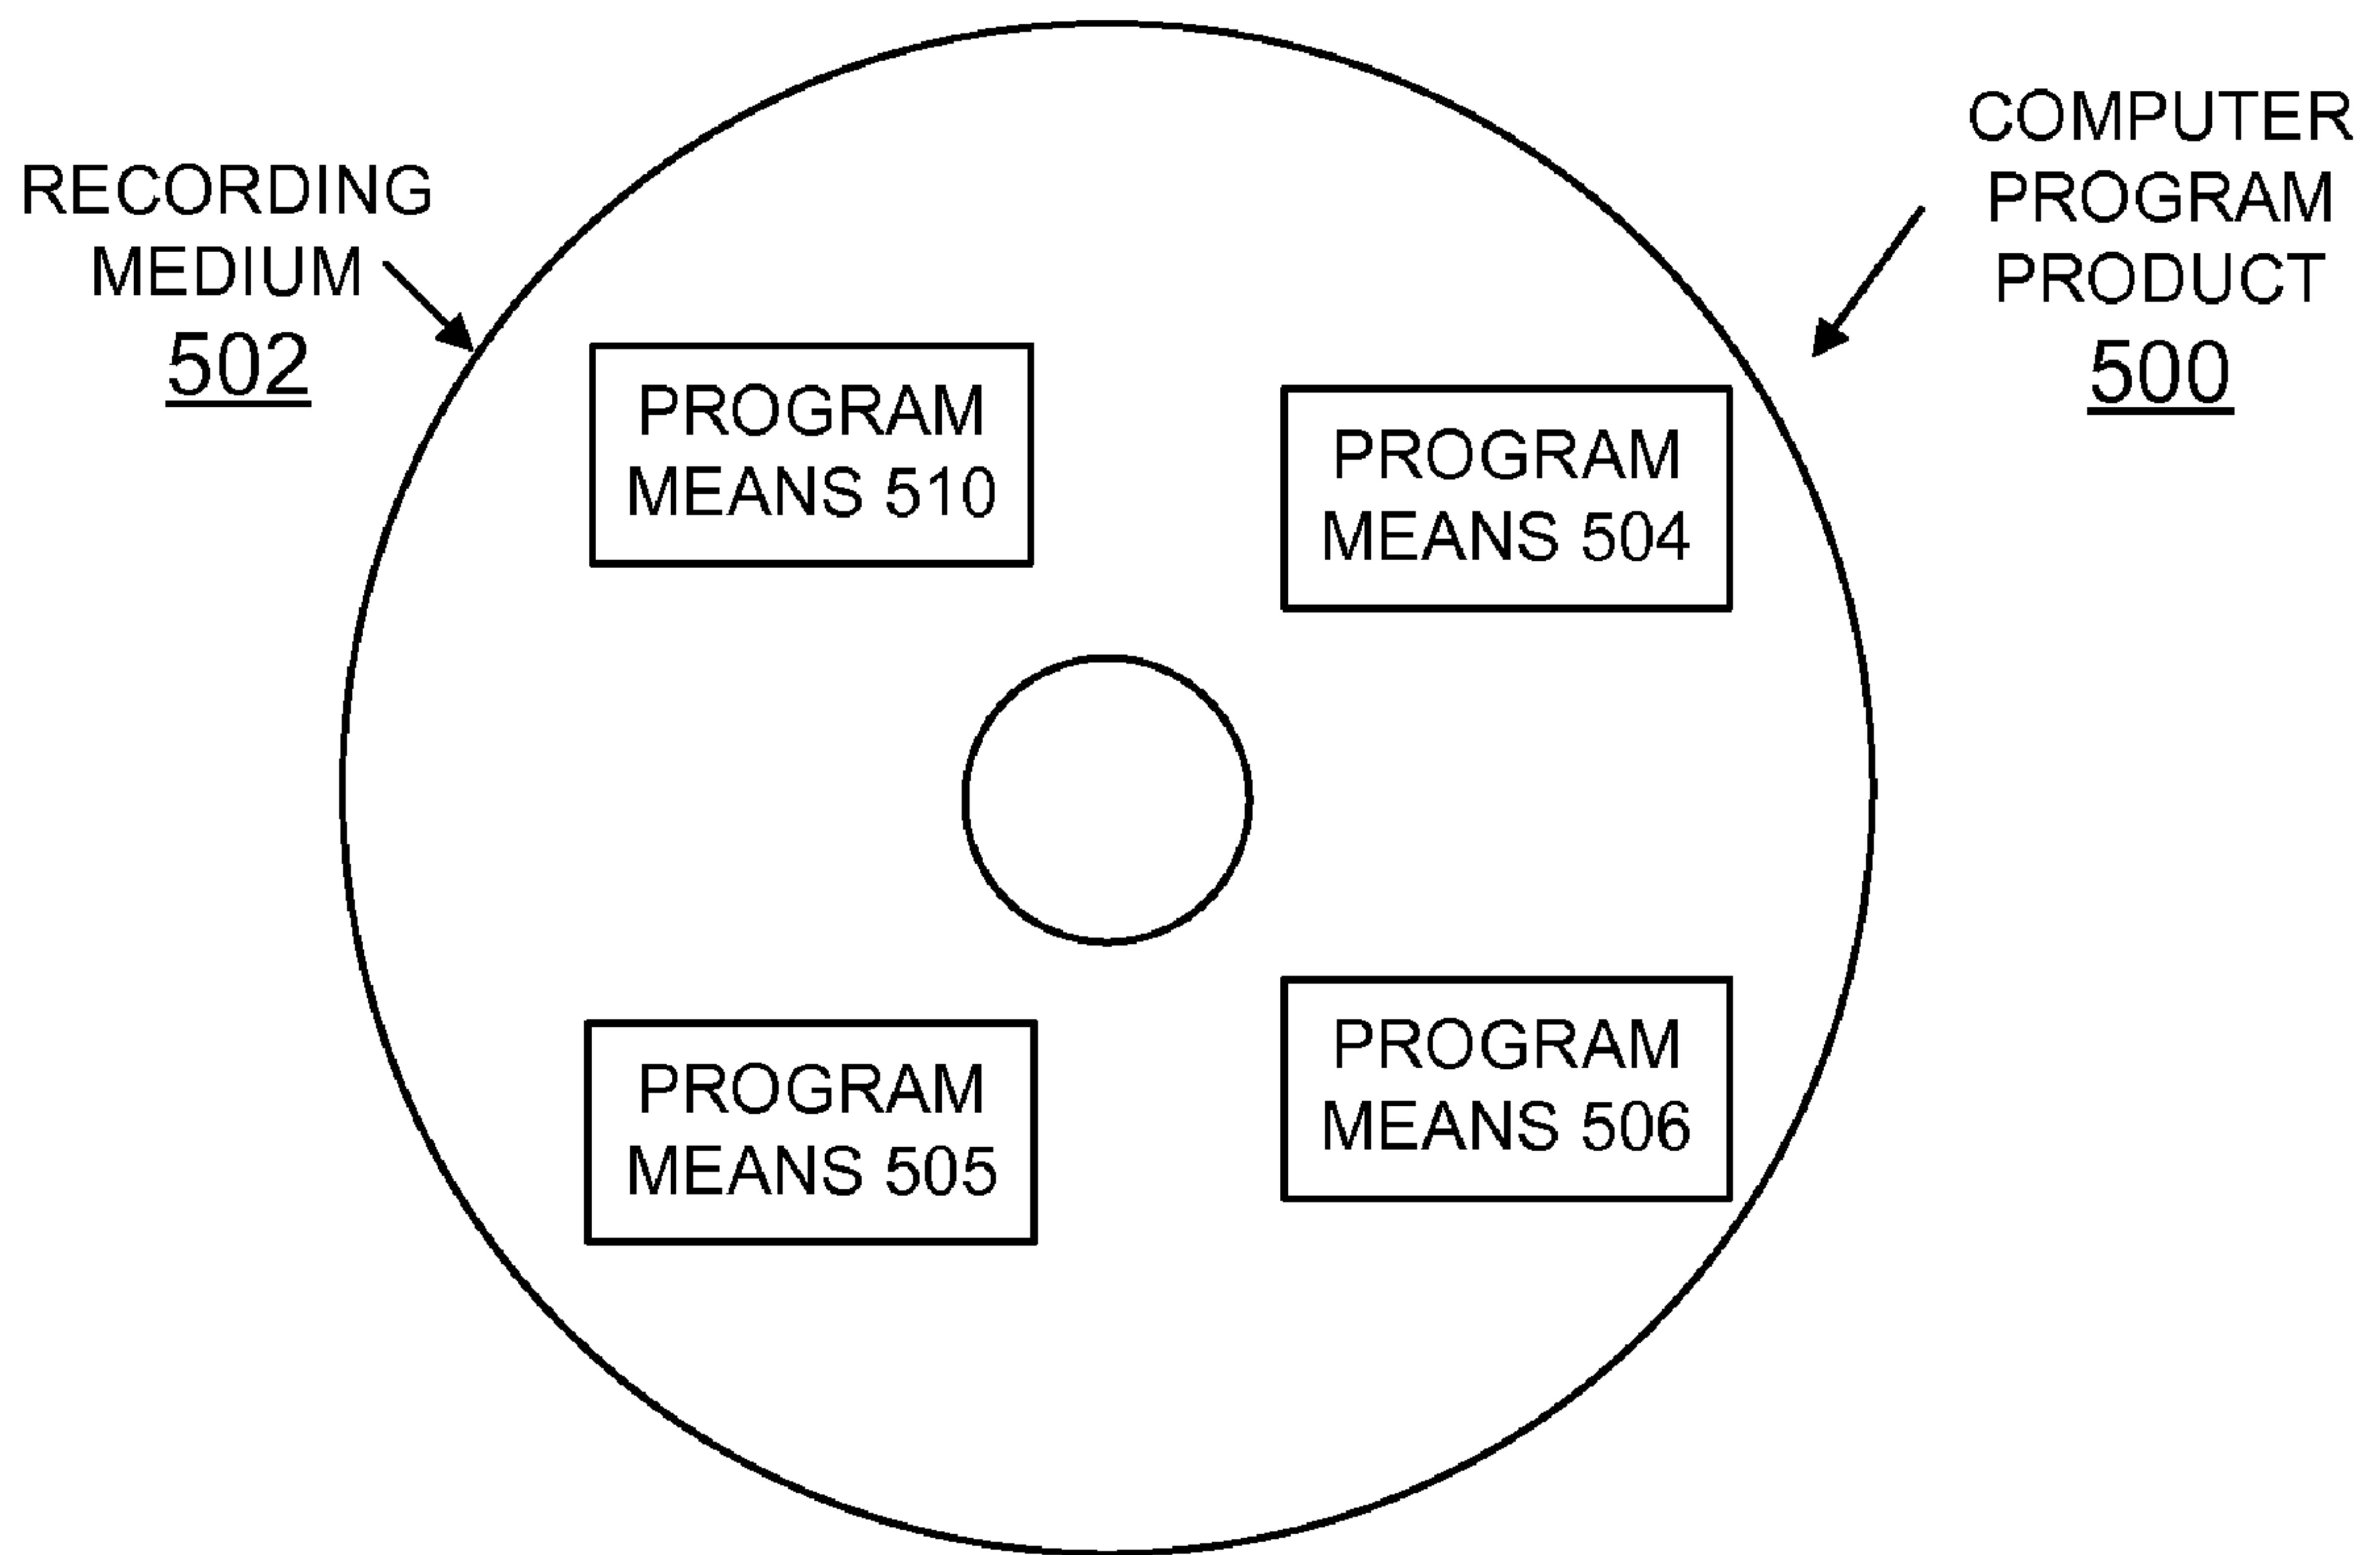 RECORDING
MEDIUM
502
COMPUTER
PROGRAM
PRODUCT
500
PROGRAM
MEANS 510
PROGRAM
MEANS 504
PROGRAM
MEANS 505
PROGRAM
MEANS 506